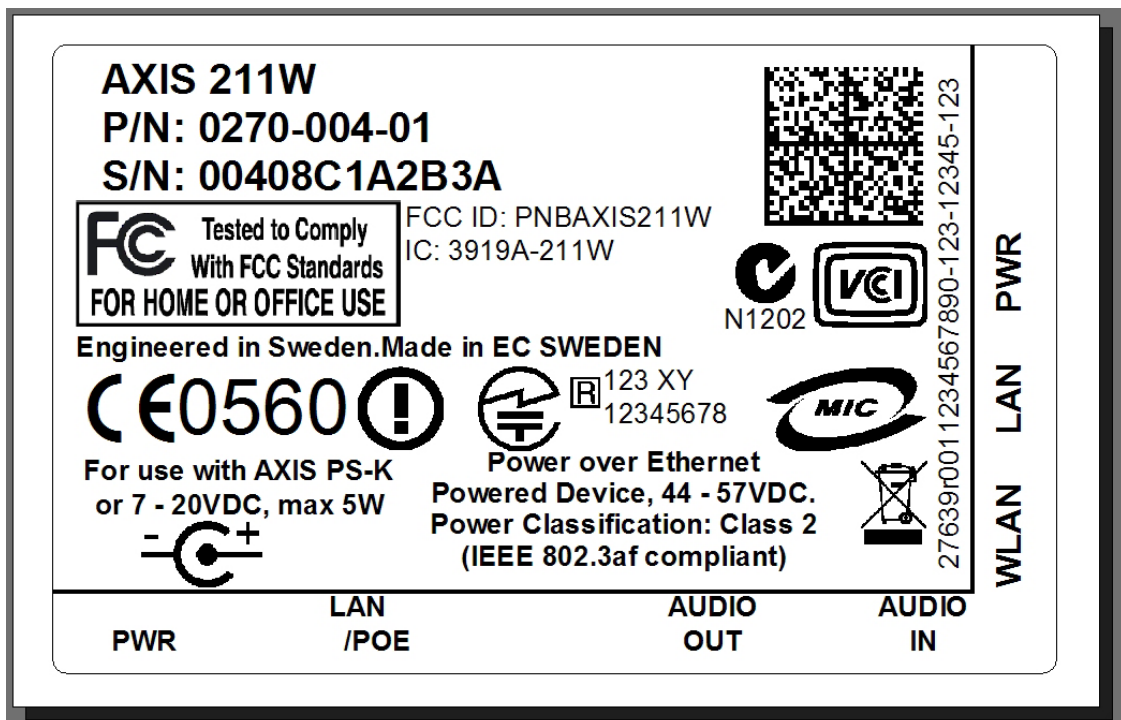 AXIS 211W
P/N: 0270-004-01
S/N: 00408C1A2B3A
FC
Tested to Comply
With FCC Standards
FOR HOME OR OFFICE USE
FCC ID: PNBAXIS211W
IC: 3919A-211W
N1202
VCI
27639r0011234567890-123-12345-123
Engineered in Sweden.Made in EC SWEDEN
CE0560
R
123 XY
12345678
MIC
For use with AXIS PS-K
or 7 - 20VDC, max 5W
- +
Power over Ethernet
Powered Device, 44 - 57VDC.
Power Classification: Class 2
(IEEE 802.3af compliant)
WLAN LAN PWR
PWR
LAN
/POE
AUDIO
OUT
AUDIO
IN